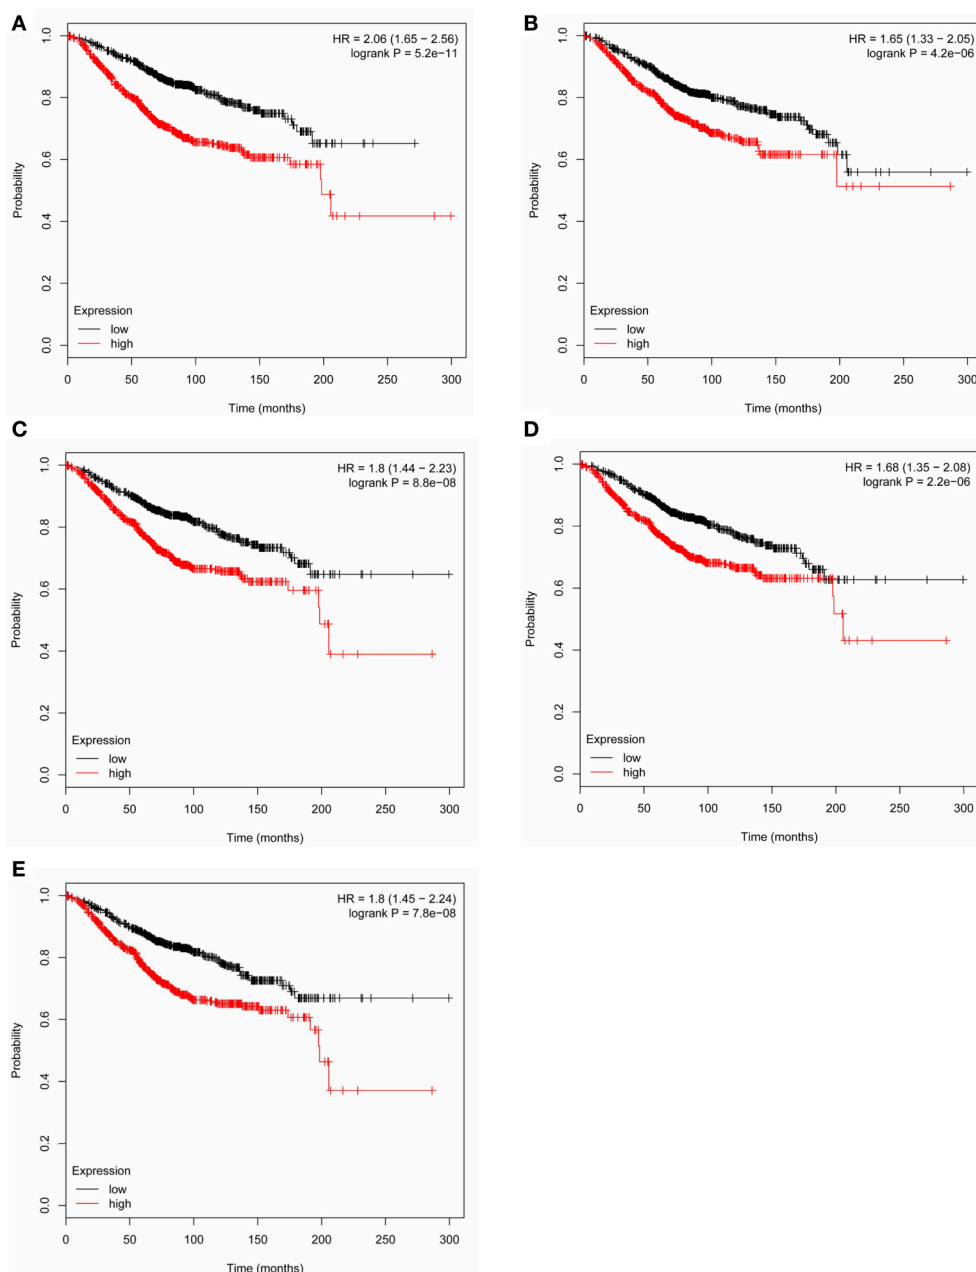 A
HR = 2.06 (1.65 − 2.56)
logrank P = 5.2e−11
Probability
1.0
0.8
0.6
0.4
0.2
0.0
Expression
low
high
0 50 100 150 200 250 300
Time (months)
B
HR = 1.65 (1.33 − 2.05)
logrank P = 4.2e−06
Probability
1.0
0.8
0.6
0.4
0.2
0.0
Expression
low
high
0 50 100 150 200 250 300
Time (months)
C
HR = 1.8 (1.44 − 2.23)
logrank P = 8.8e−08
Probability
1.0
0.8
0.6
0.4
0.2
0.0
Expression
low
high
0 50 100 150 200 250 300
Time (months)
D
HR = 1.68 (1.35 − 2.08)
logrank P = 2.2e−06
Probability
1.0
0.8
0.6
0.4
0.2
0.0
Expression
low
high
0 50 100 150 200 250 300
Time (months)
E
HR = 1.8 (1.45 − 2.24)
logrank P = 7.8e−08
Probability
1.0
0.8
0.6
0.4
0.2
0.0
Expression
low
high
0 50 100 150 200 250 300
Time (months)